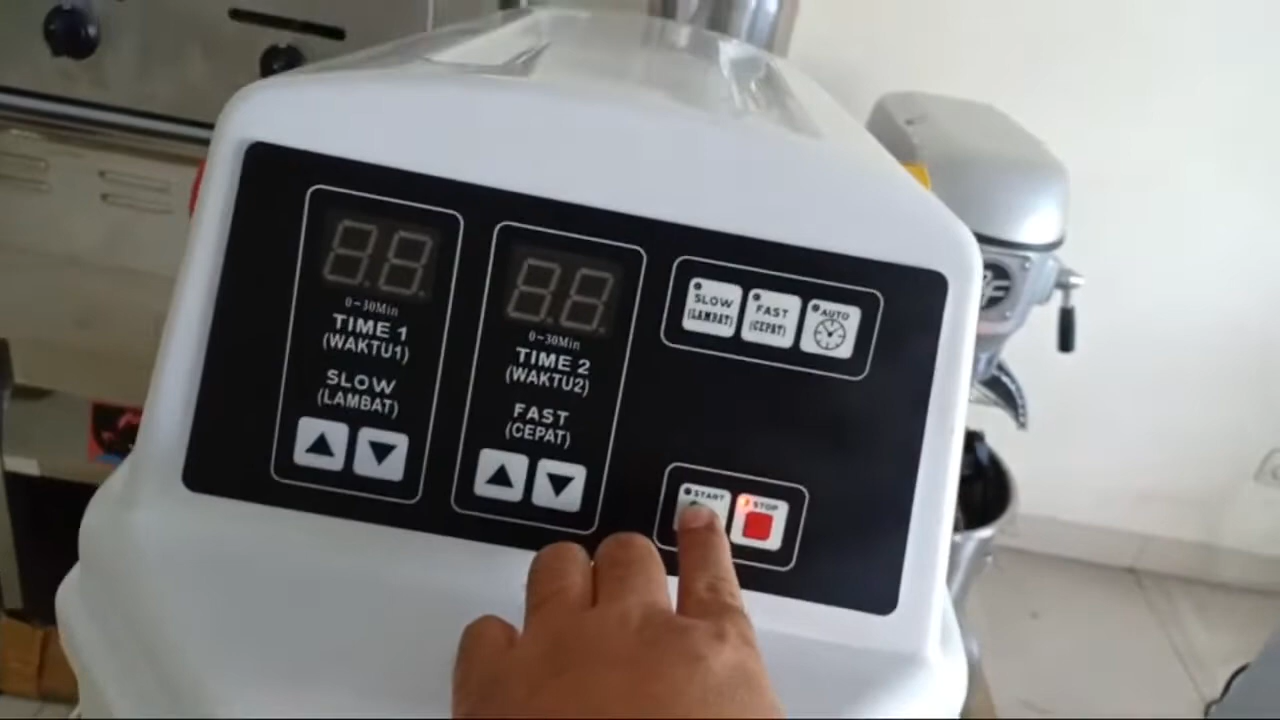 0~30Min
TIME 1
(WAKTU1)
SLOW
(LAMBAT)
0~30Min
TIME 2
(WAKTU2)
FAST
(CEPAT)
SLOW
(LAMBAT)
FAST
(CEPAT)
AUTO
START
STOP